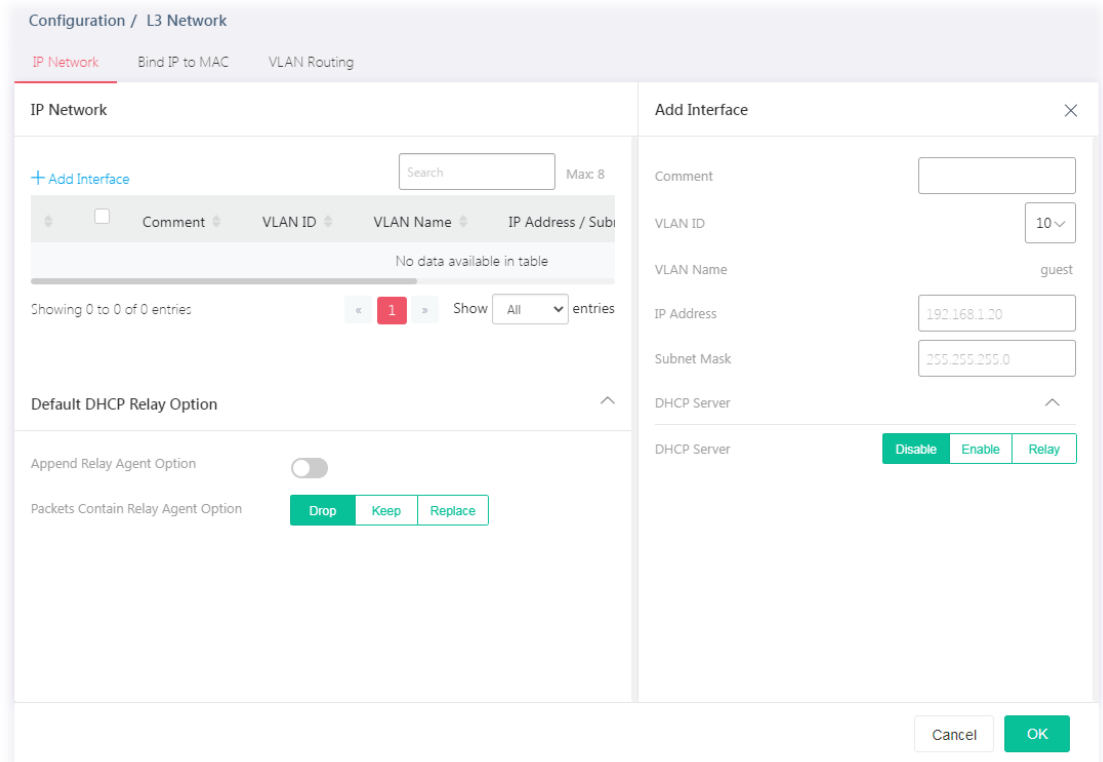 Configuration / L3 Network
IP Network Bind IP to MAC VLAN Routing
IP Network
+ Add Interface Search Max: 8
Comment VLAN ID VLAN Name IP Address / Subn
No data available in table
Showing 0 to 0 of 0 entries « 1 » Show All entries
Default DHCP Relay Option
Append Relay Agent Option
Packets Contain Relay Agent Option Drop Keep Replace
Add Interface
Comment
VLAN ID 10
VLAN Name guest
IP Address 192.168.1.20
Subnet Mask 255.255.255.0
DHCP Server
DHCP Server Disable Enable Relay
Cancel OK